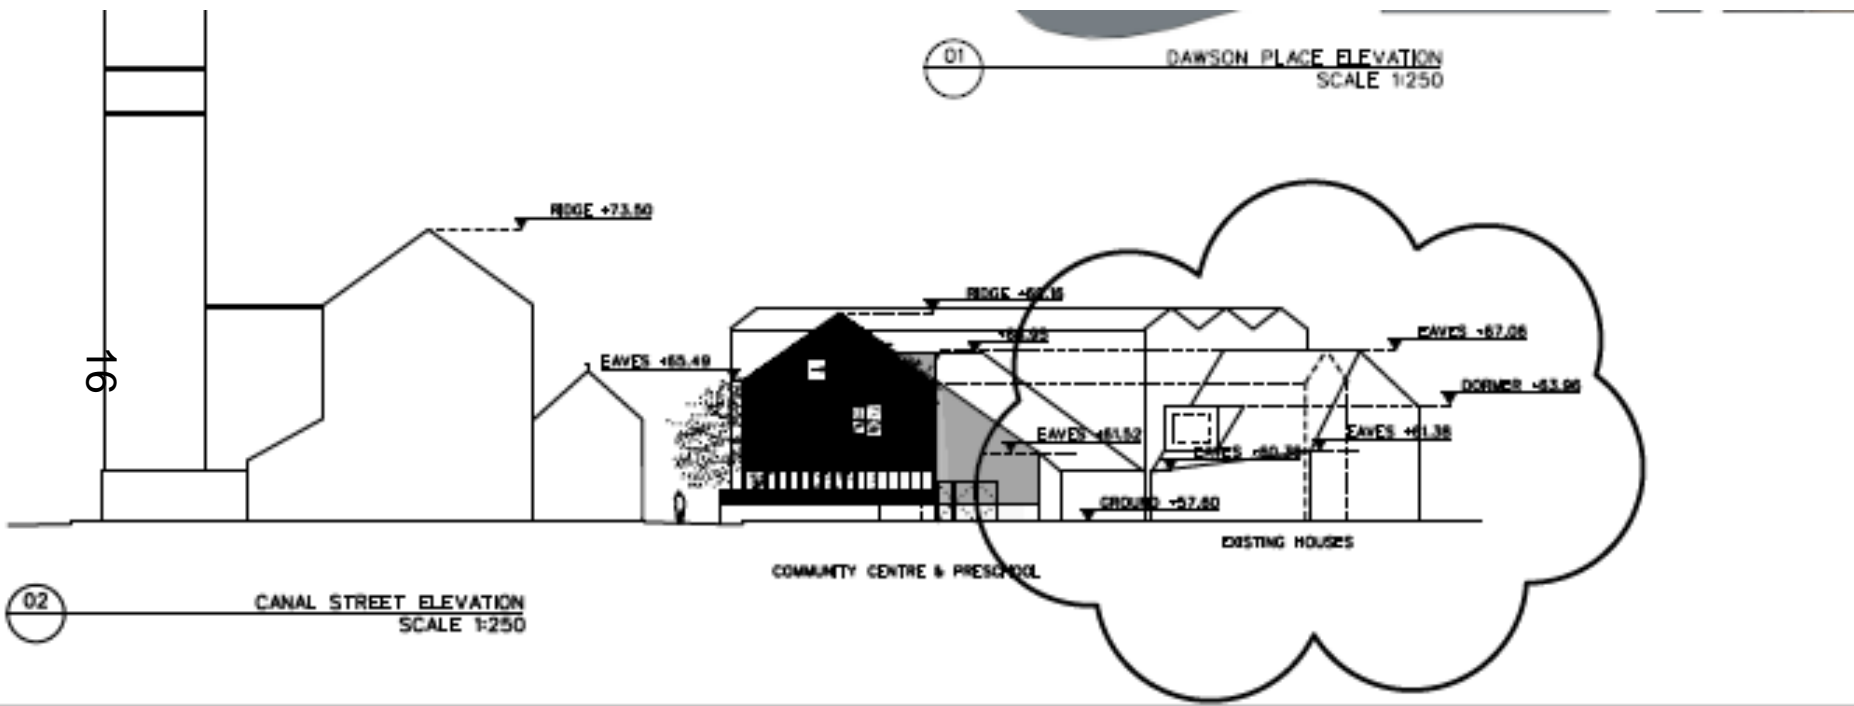 01
DAWSON PLACE ELEVATION
SCALE 1:250
RIDGE +73.50
RIDGE
EAVES +67.08
EAVES +65.49
DORMER +63.96
16
EAVES +61.52
EAVES +61.38
EAVES
GROUND +57.60
EXISTING HOUSES
COMMUNITY CENTRE & PRESCHOOL
02
CANAL STREET ELEVATION
SCALE 1:250